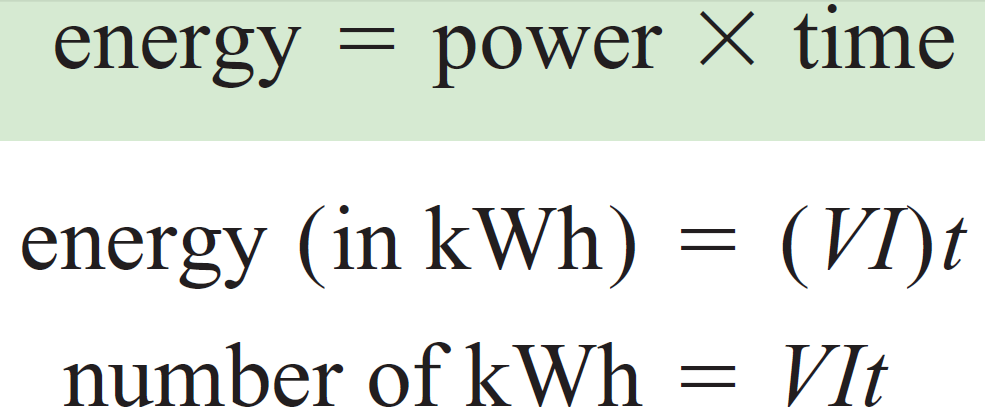 energy = power × time
energy (in kWh) = (VI)t
number of kWh = VIt